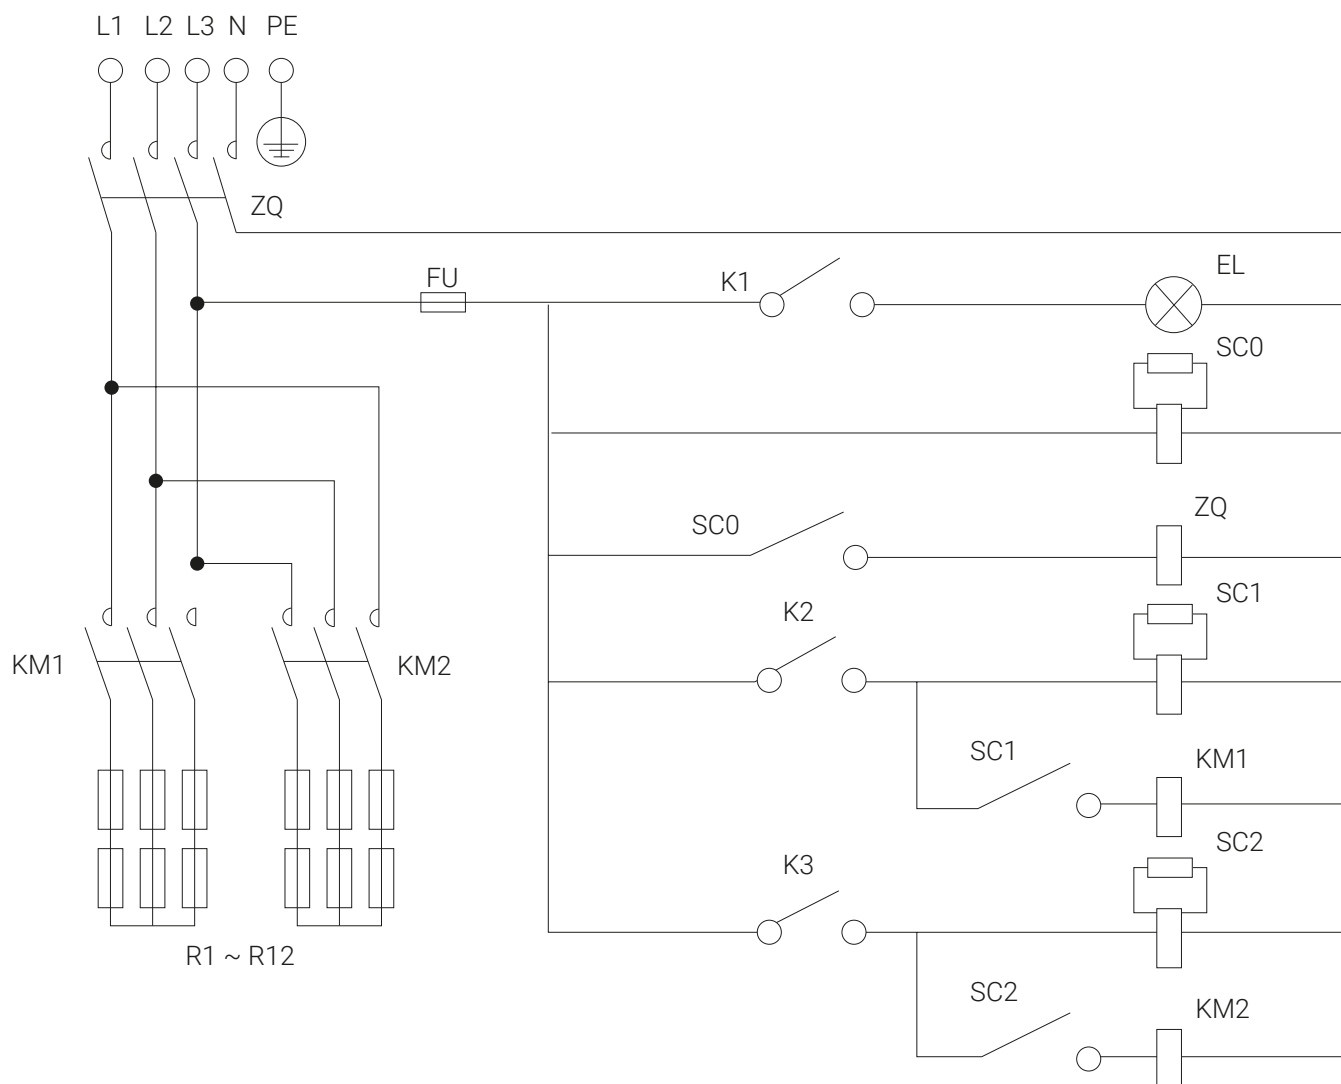 L1 L2 L3 N PE
ZQ
FU
K1
EL
SC0
SC0
ZQ
SC1
K2
KM1
KM2
SC1
KM1
SC2
K3
R1 ~ R12
SC2
KM2